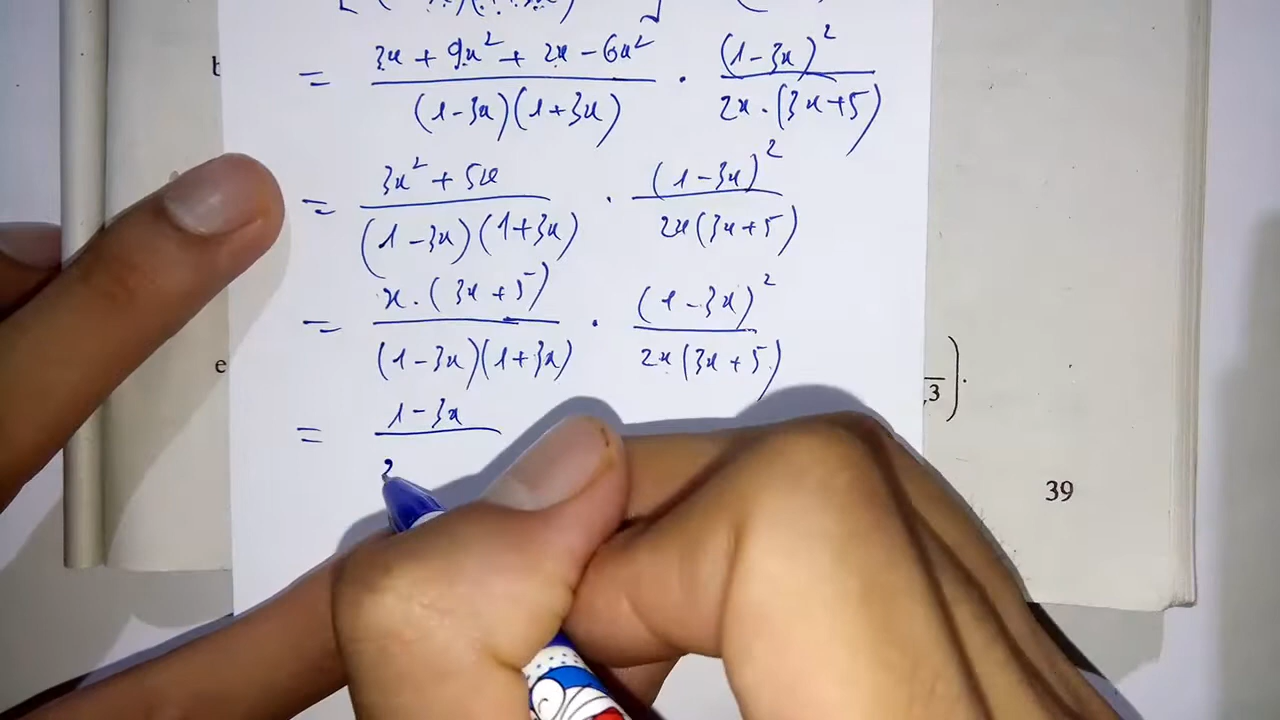 b
= (3x + 9x² + 2x − 6x²) / ((1−3x)(1+3x)) · (1−3x)² / (2x·(3x+5))
= (3x² + 5x) / ((1−3x)(1+3x)) · (1−3x)² / (2x(3x+5))
= (x·(3x+5)) / ((1−3x)(1+3x)) · (1−3x)² / (2x(3x+5))
e
,3).
= (1−3x) / 2
39